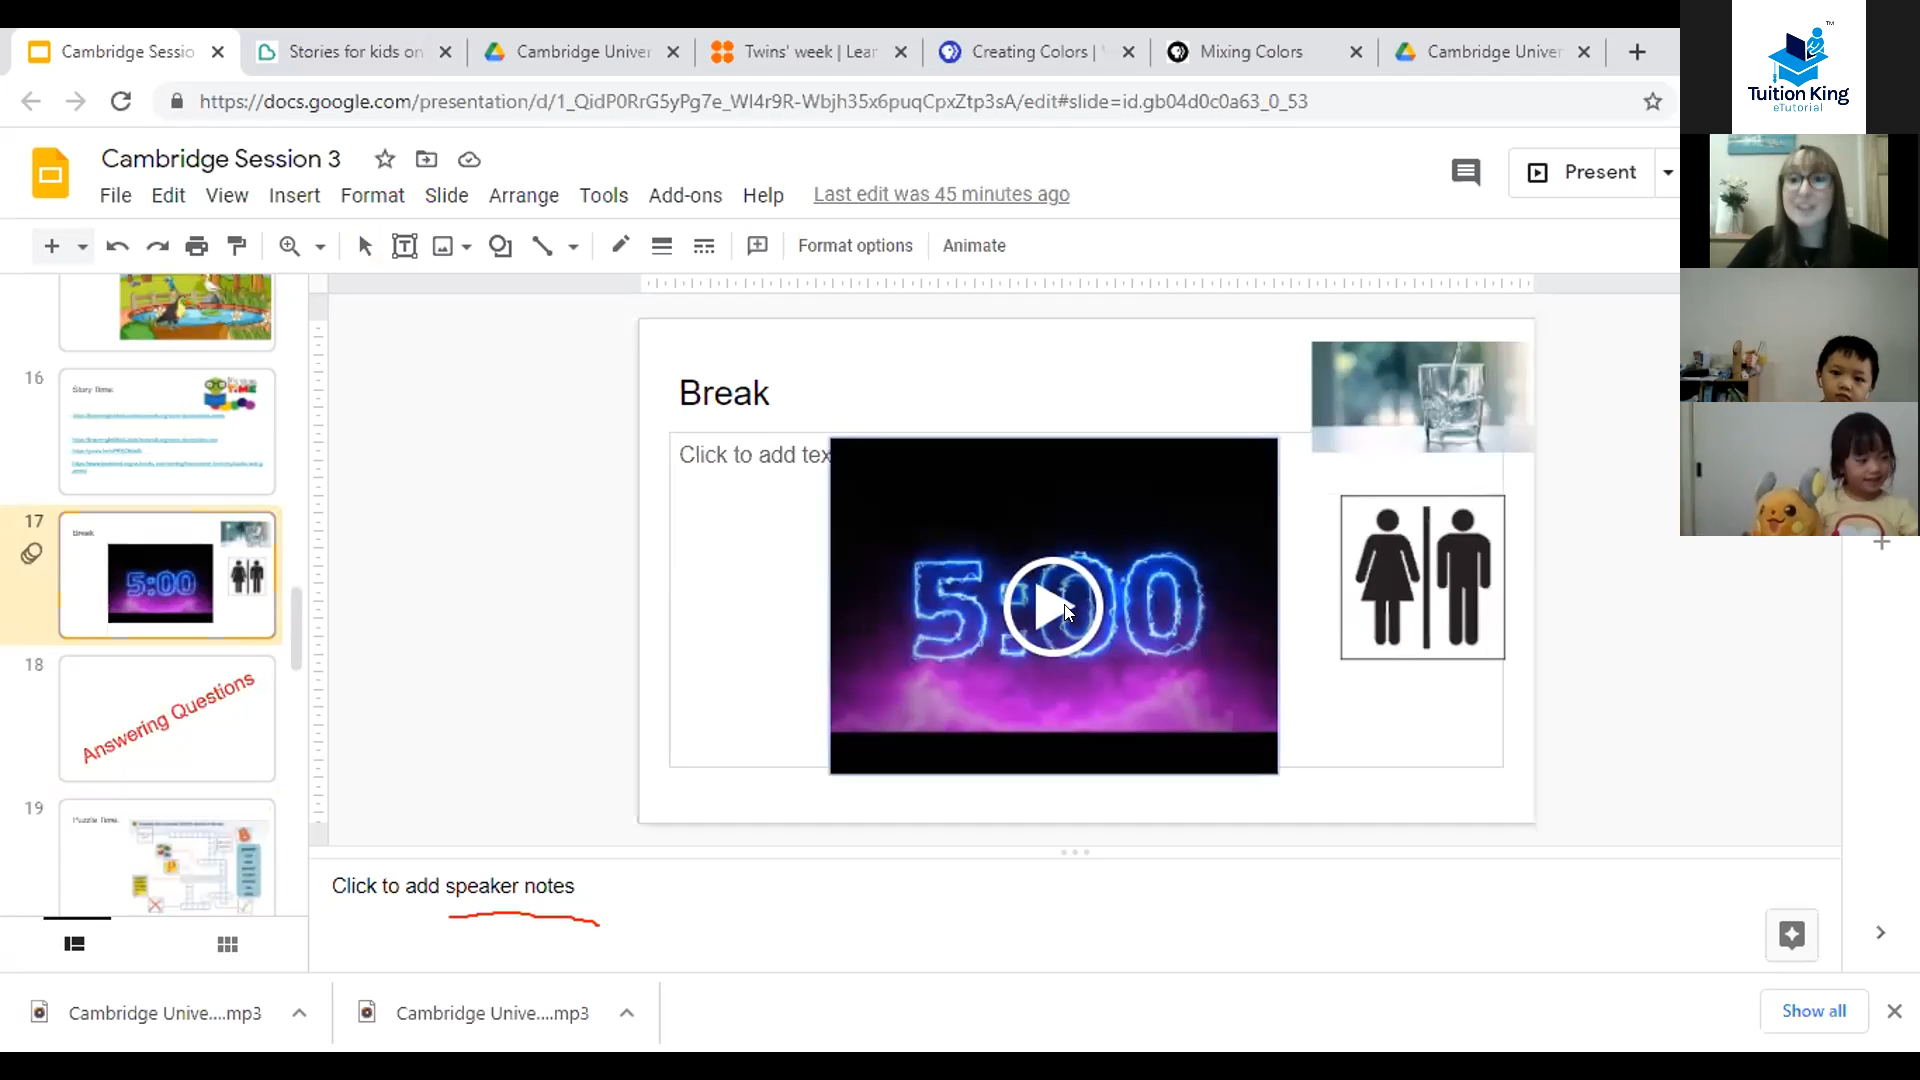 Cambridge Sessio
Stories for kids on
Cambridge Univer
Twins' week | Lear
Creating Colors |
Mixing Colors
Cambridge Univer
https://docs.google.com/presentation/d/1_QidP0RrG5yPg7e_Wl4r9R-Wbjh35x6puqCpxZtp3sA/edit#slide=id.gb04d0c0a63_0_53
TM
Tuition King
eTutorial
Cambridge Session 3
File Edit View Insert Format Slide Arrange Tools Add-ons Help
Last edit was 45 minutes ago
Present
Format options
Animate
16
Story Time:
17
Break
5:00
18
Answering Questions
19
Puzzle Time:
Break
Click to add tex
5:00
Click to add speaker notes
Cambridge Unive....mp3
Cambridge Unive....mp3
Show all